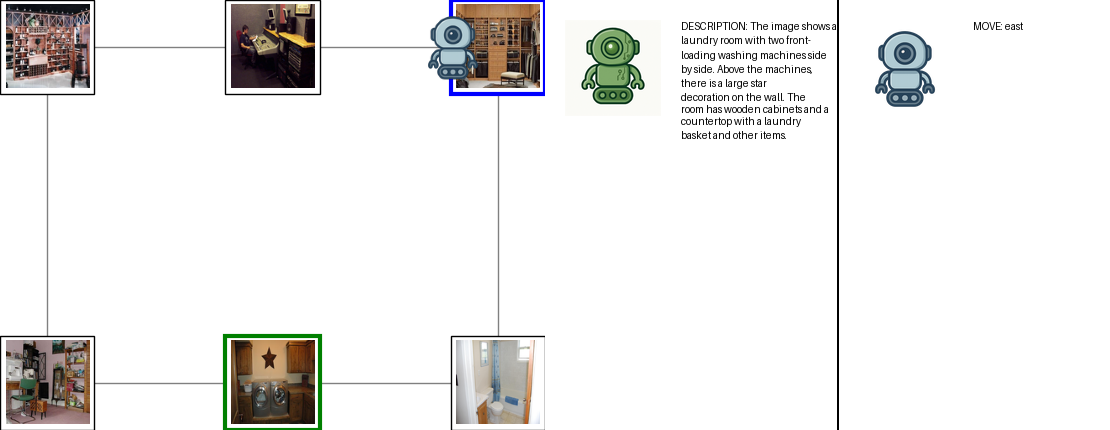 DESCRIPTION: The image shows a
laundry room with two front-
loading washing machines side
by side. Above the machines,
there is a large star
decoration on the wall. The
room has wooden cabinets and a
countertop with a laundry
basket and other items.
MOVE: east